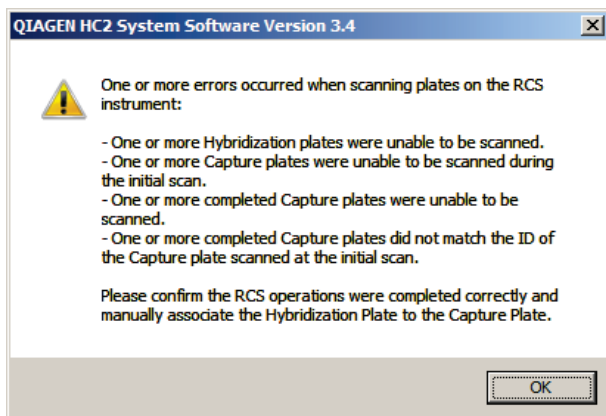 QIAGEN HC2 System Software Version 3.4
One or more errors occurred when scanning plates on the RCS
instrument:
- One or more Hybridization plates were unable to be scanned.
- One or more Capture plates were unable to be scanned during
the initial scan.
- One or more completed Capture plates were unable to be
scanned.
- One or more completed Capture plates did not match the ID of
the Capture plate scanned at the initial scan.
Please confirm the RCS operations were completed correctly and
manually associate the Hybridization Plate to the Capture Plate.
OK